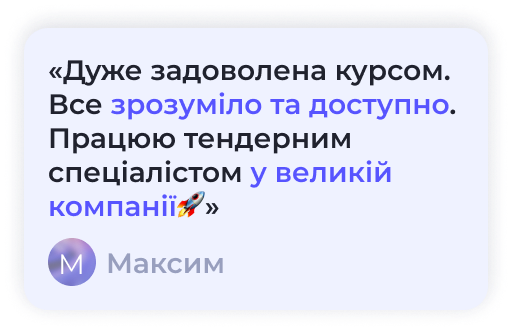 «Дуже задоволена курсом.
Все зрозуміло та доступно.
Працюю тендерним
спеціалістом у великій
компанії🚀»
М Максим